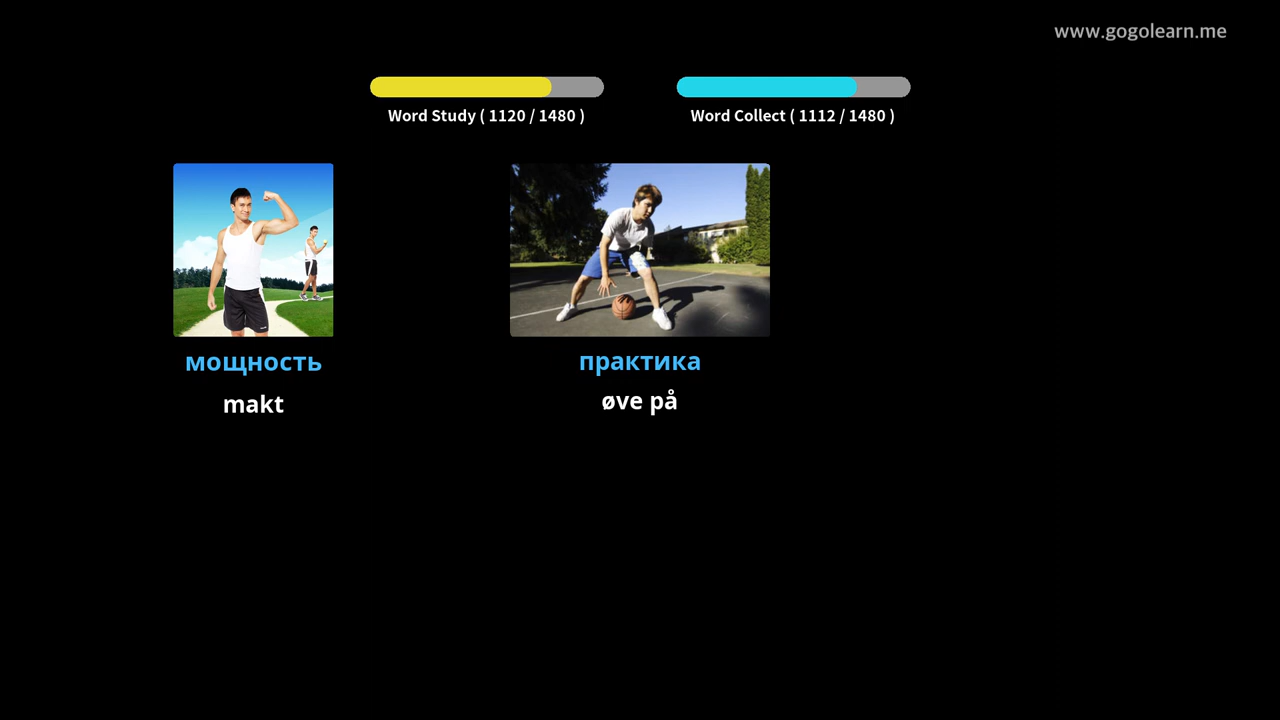 www.gogolearn.me
Word Study ( 1120 / 1480 )
Word Collect ( 1112 / 1480 )
мощность
makt
практика
øve på